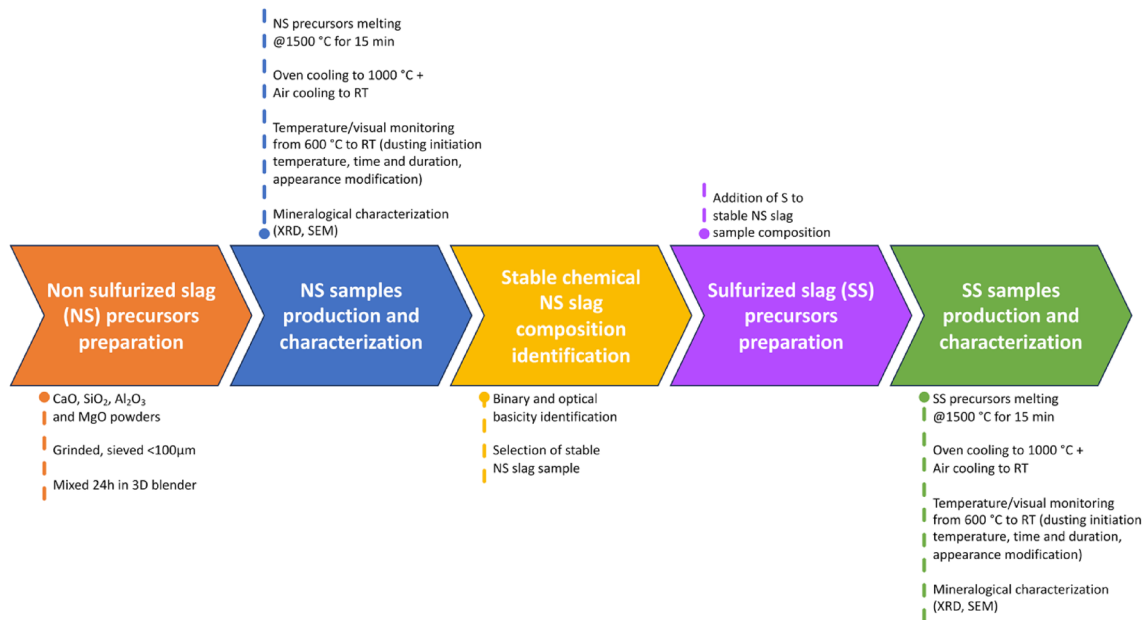 NS precursors melting
@1500 °C for 15 min
Oven cooling to 1000 °C +
Air cooling to RT
Temperature/visual monitoring
from 600 °C to RT (dusting initiation
temperature, time and duration,
appearance modification)
Mineralogical characterization
(XRD, SEM)
Addition of S to
stable NS slag
sample composition
Non sulfurized slag
(NS) precursors
preparation
NS samples
production and
characterization
Stable chemical
NS slag
composition
identification
Sulfurized slag (SS)
precursors
preparation
SS samples
production and
characterization
CaO, SiO₂, Al₂O₃
and MgO powders
Grinded, sieved <100μm
Mixed 24h in 3D blender
Binary and optical
basicity identification
Selection of stable
NS slag sample
SS precursors melting
@1500 °C for 15 min
Oven cooling to 1000 °C +
Air cooling to RT
Temperature/visual monitoring
from 600 °C to RT (dusting initiation
temperature, time and duration,
appearance modification)
Mineralogical characterization
(XRD, SEM)